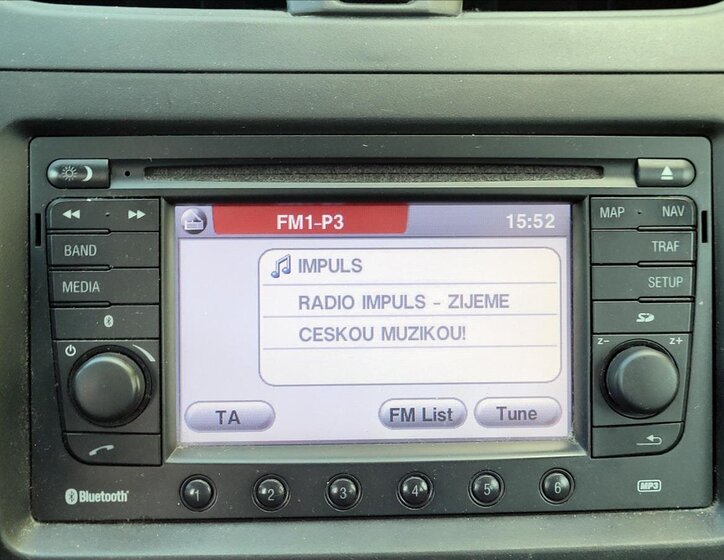 FM1-P3 15:52
MAP NAV
IMPULS
BAND
TRAF
RADIO IMPULS - ZIJEME
MEDIA
SETUP
CESKOU MUZIKOU!
SD
Z- Z+
TA FM List Tune
Bluetooth
1 2 3 4 5 6
MP3